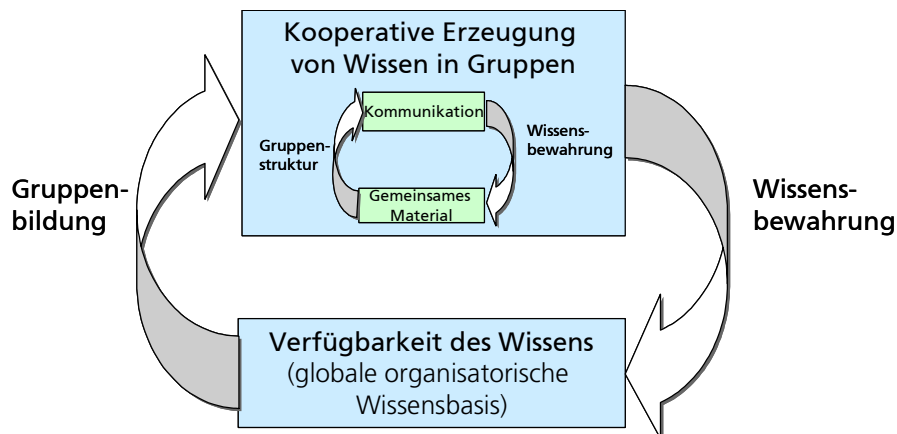 Kooperative Erzeugung
von Wissen in Gruppen
Kommunikation
Gruppen-
struktur
Wissens-
bewahrung
Gemeinsames
Material
Gruppen-
bildung
Wissens-
bewahrung
Verfügbarkeit des Wissens
(globale organisatorische
Wissensbasis)